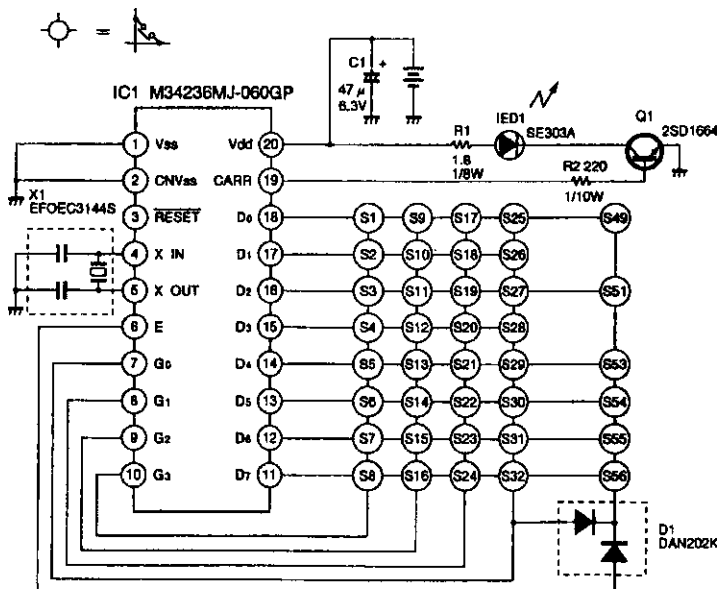 =
IC1 M34236MJ-060GP
C1 +
47 μ
6.3V
IED1
SE303A
Q1
2SD1664
R1
1.8
1/8W
R2 220
1/10W
1 Vss Vdd 20
2 CNVss CARR 19
X1
EFOEC3144S
3 RESET D0 18 S1 S9 S17 S25 S49
4 X IN D1 17 S2 S10 S18 S26
5 X OUT D2 16 S3 S11 S19 S27 S51
6 E D3 15 S4 S12 S20 S28
7 G0 D4 14 S5 S13 S21 S29 S53
8 G1 D5 13 S6 S14 S22 S30 S54
9 G2 D6 12 S7 S15 S23 S31 S55
10 G3 D7 11 S8 S16 S24 S32 S56
D1
DAN202K